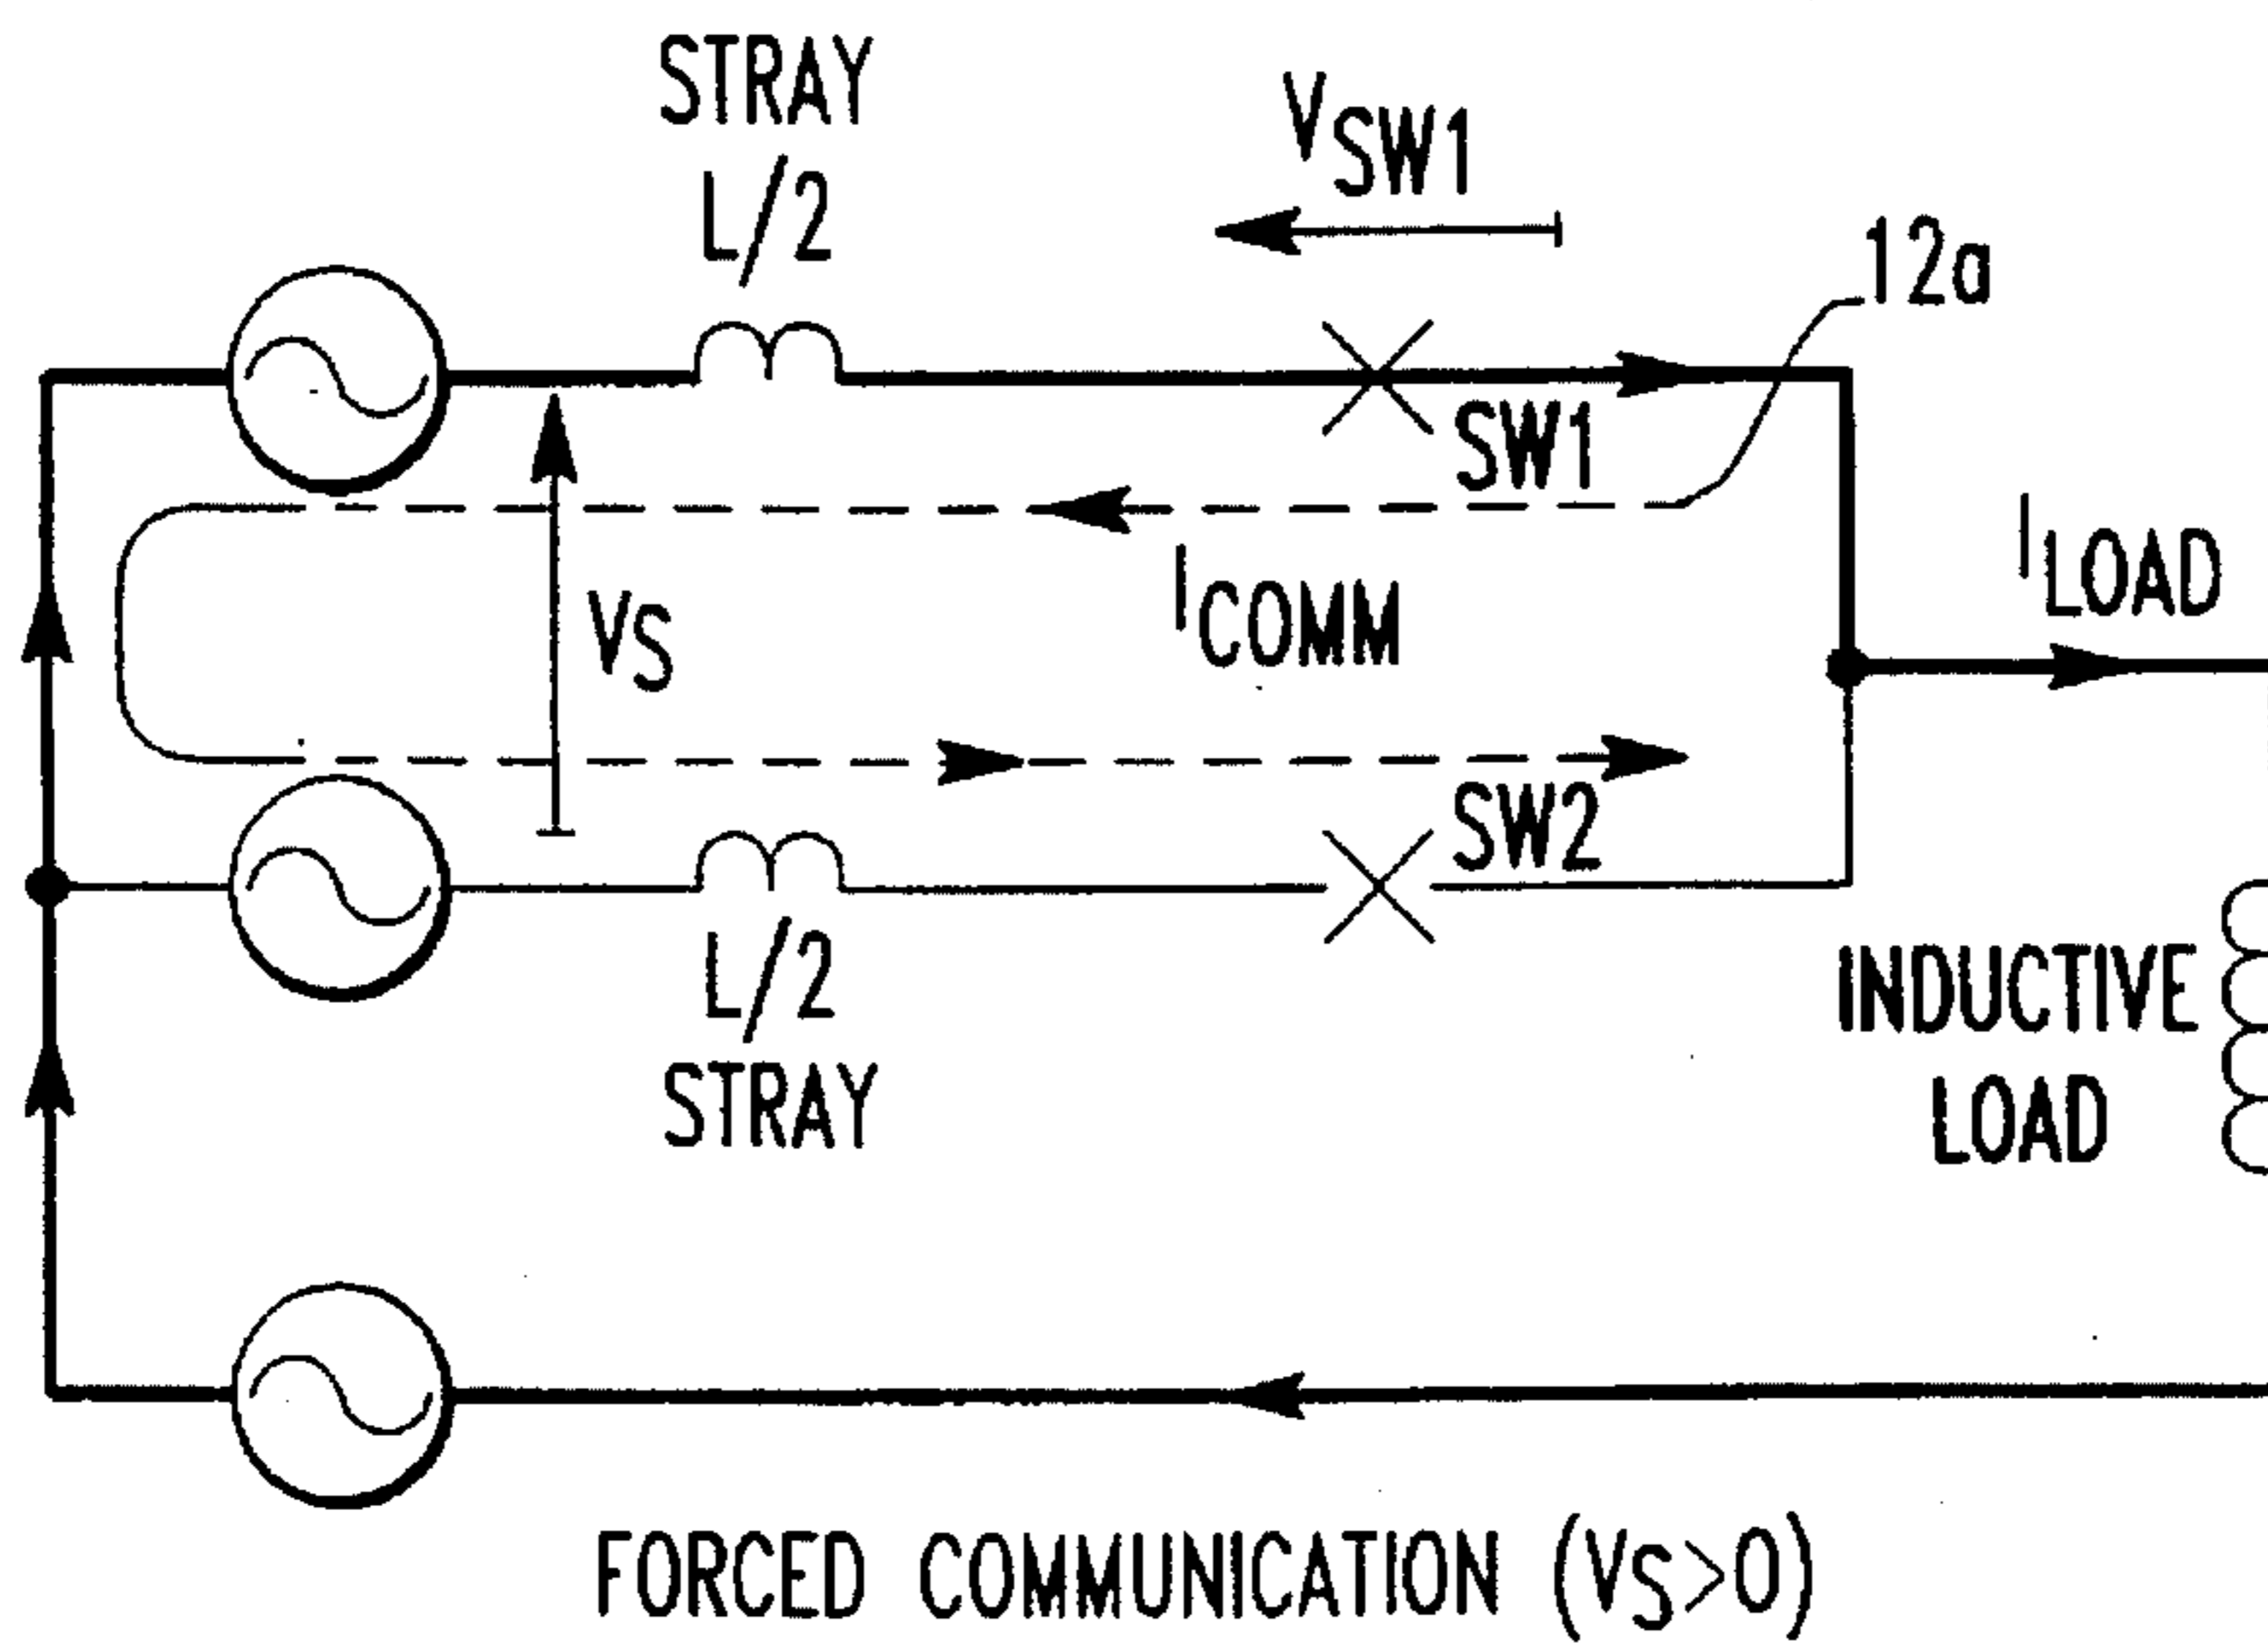 STRAY
L/2
VSW1
12a
SW1
ICOMM
ILOAD
VS
SW2
L/2
STRAY
INDUCTIVE
LOAD
FORCED COMMUNICATION (VS>0)